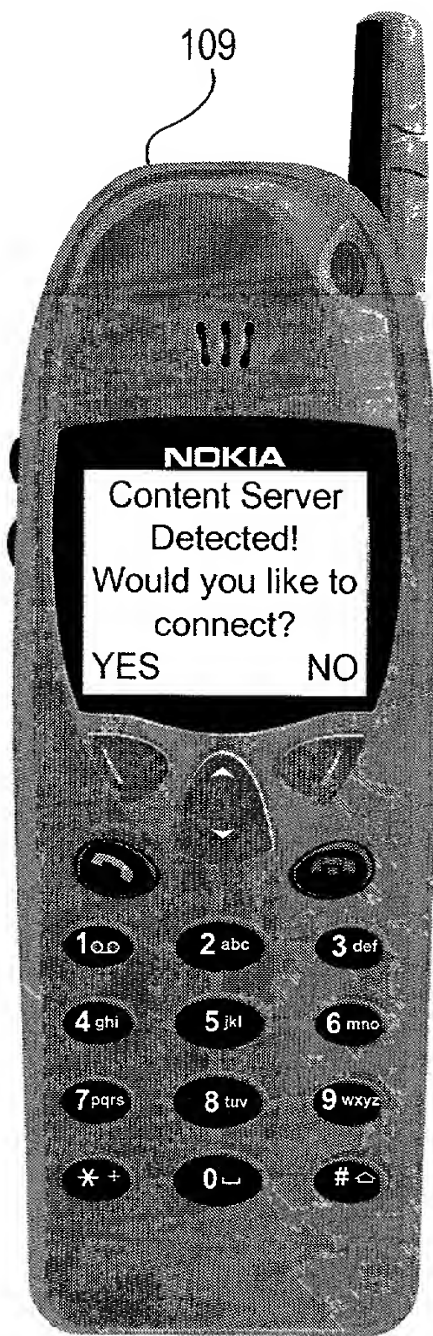 109
NOKIA
Content Server
Detected!
Would you like to
connect?
YES NO
1 2 abc 3 def
4 ghi 5 jkl 6 mno
7 pqrs 8 tuv 9 wxyz
* + 0 #